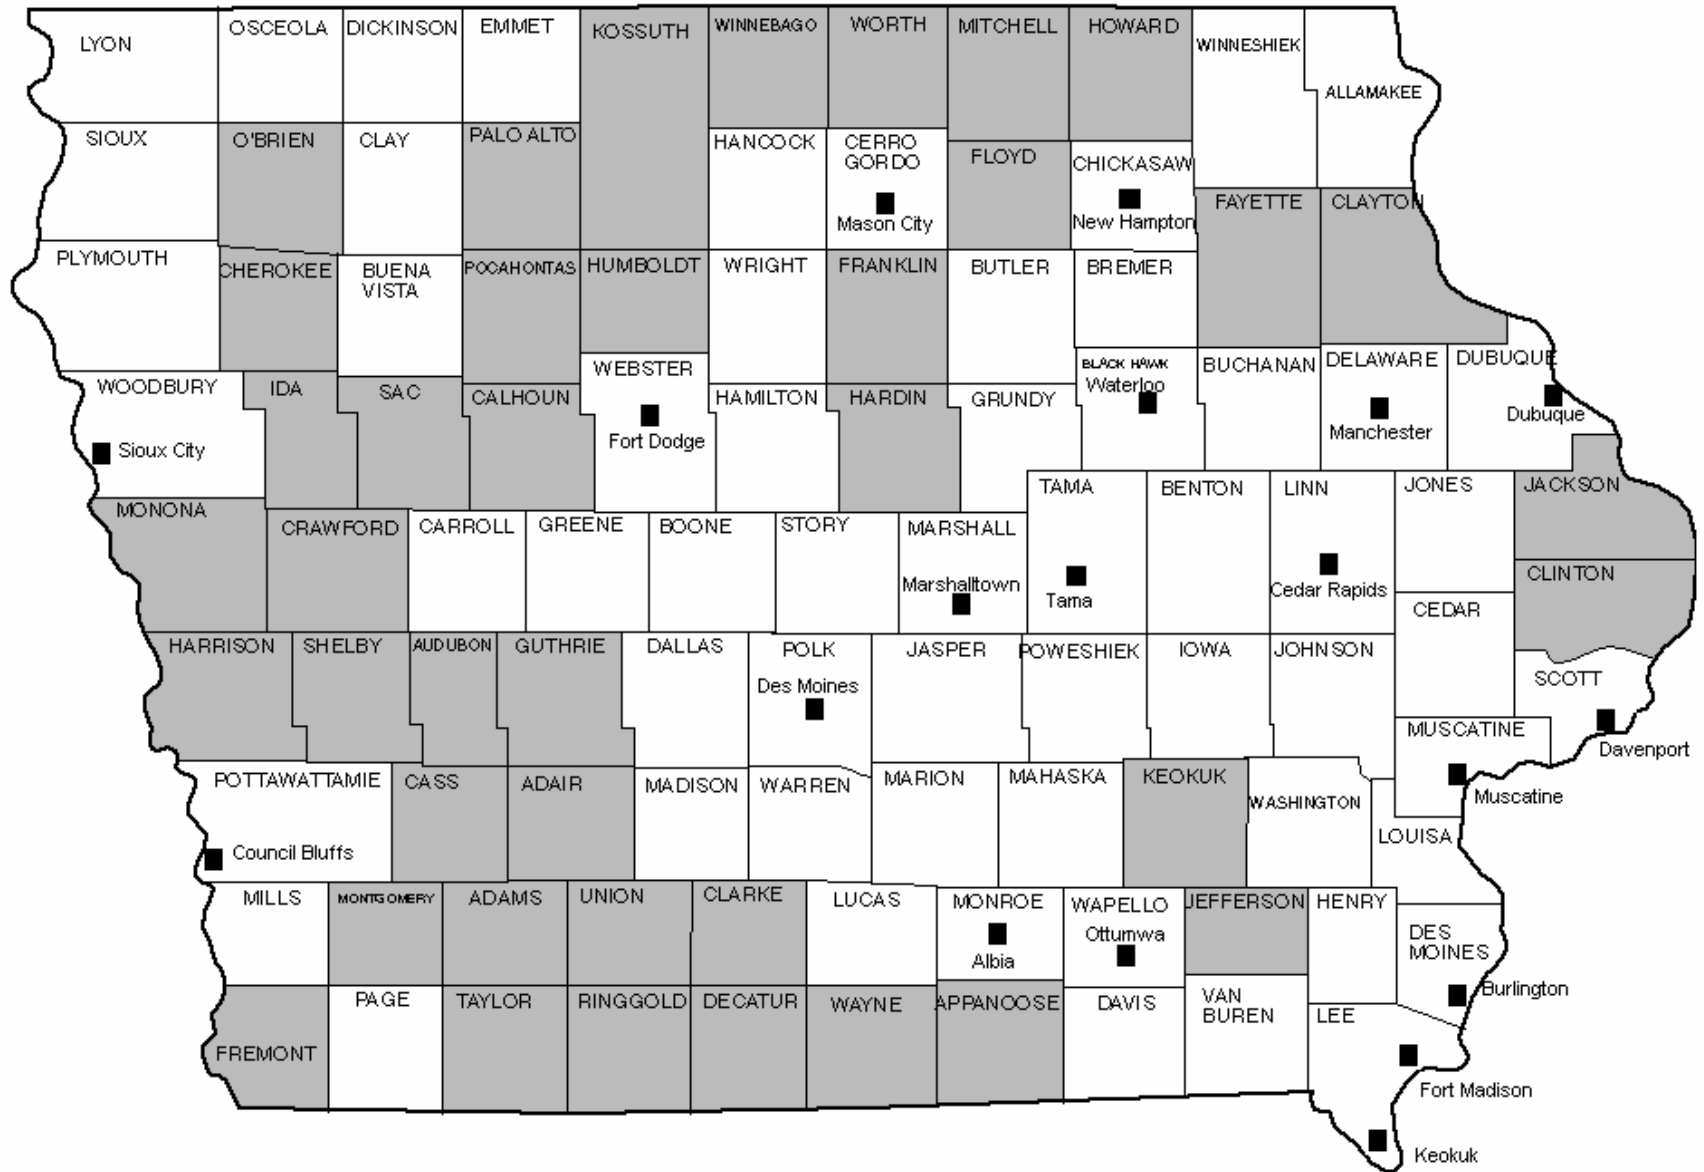 LYON
OSCEOLA
DICKINSON
EMMET
KOSSUTH
WINNEBAGO
WORTH
MITCHELL
HOWARD
WINNESHIEK
ALLAMAKEE
SIOUX
O'BRIEN
CLAY
PALO ALTO
HANCOCK
CERRO
GORDO
Mason City
FLOYD
CHICKASAW
New Hampton
FAYETTE
CLAYTON
PLYMOUTH
CHEROKEE
BUENA
VISTA
POCAHONTAS
HUMBOLDT
WRIGHT
FRANKLIN
BUTLER
BREMER
WOODBURY
Sioux City
IDA
SAC
CALHOUN
WEBSTER
Fort Dodge
HAMILTON
HARDIN
GRUNDY
BLACK HAWK
Waterloo
BUCHANAN
DELAWARE
Manchester
DUBUQUE
Dubuque
MONONA
CRAWFORD
CARROLL
GREENE
BOONE
STORY
MARSHALL
Marshalltown
TAMA
Tama
BENTON
LINN
Cedar Rapids
JONES
JACKSON
CLINTON
CEDAR
HARRISON
SHELBY
AUDUBON
GUTHRIE
DALLAS
POLK
Des Moines
JASPER
POWESHIEK
IOWA
JOHNSON
SCOTT
Davenport
MUSCATINE
Muscatine
POTTAWATTAMIE
Council Bluffs
CASS
ADAIR
MADISON
WARREN
MARION
MAHASKA
KEOKUK
WASHINGTON
LOUISA
MILLS
MONTGOMERY
ADAMS
UNION
CLARKE
LUCAS
MONROE
Albia
WAPELLO
Ottumwa
JEFFERSON
HENRY
DES
MOINES
Burlington
FREMONT
PAGE
TAYLOR
RINGGOLD
DECATUR
WAYNE
APPANOOSE
DAVIS
VAN
BUREN
LEE
Fort Madison
Keokuk